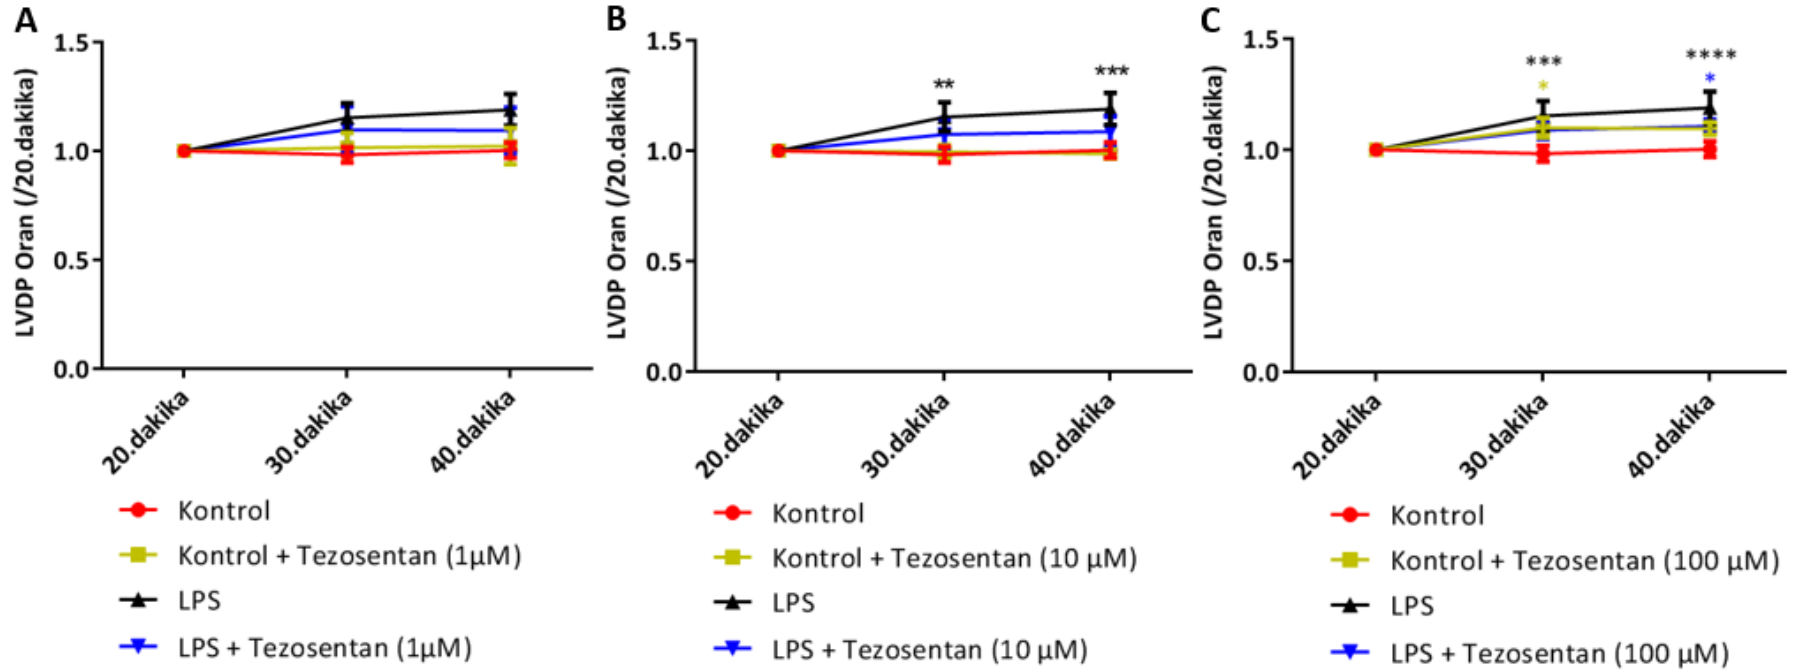 A
LVDP Oran (/20.dakika)
1.5
1.0
0.5
0.0
20.dakika
30.dakika
40.dakika
Kontrol
Kontrol + Tezosentan (1µM)
LPS
LPS + Tezosentan (1µM)
B
LVDP Oran (/20.dakika)
1.5
1.0
0.5
0.0
**
***
20.dakika
30.dakika
40.dakika
Kontrol
Kontrol + Tezosentan (10 µM)
LPS
LPS + Tezosentan (10 µM)
C
LVDP Oran (/20.dakika)
1.5
1.0
0.5
0.0
***
*
****
*
20.dakika
30.dakika
40.dakika
Kontrol
Kontrol + Tezosentan (100 µM)
LPS
LPS + Tezosentan (100 µM)